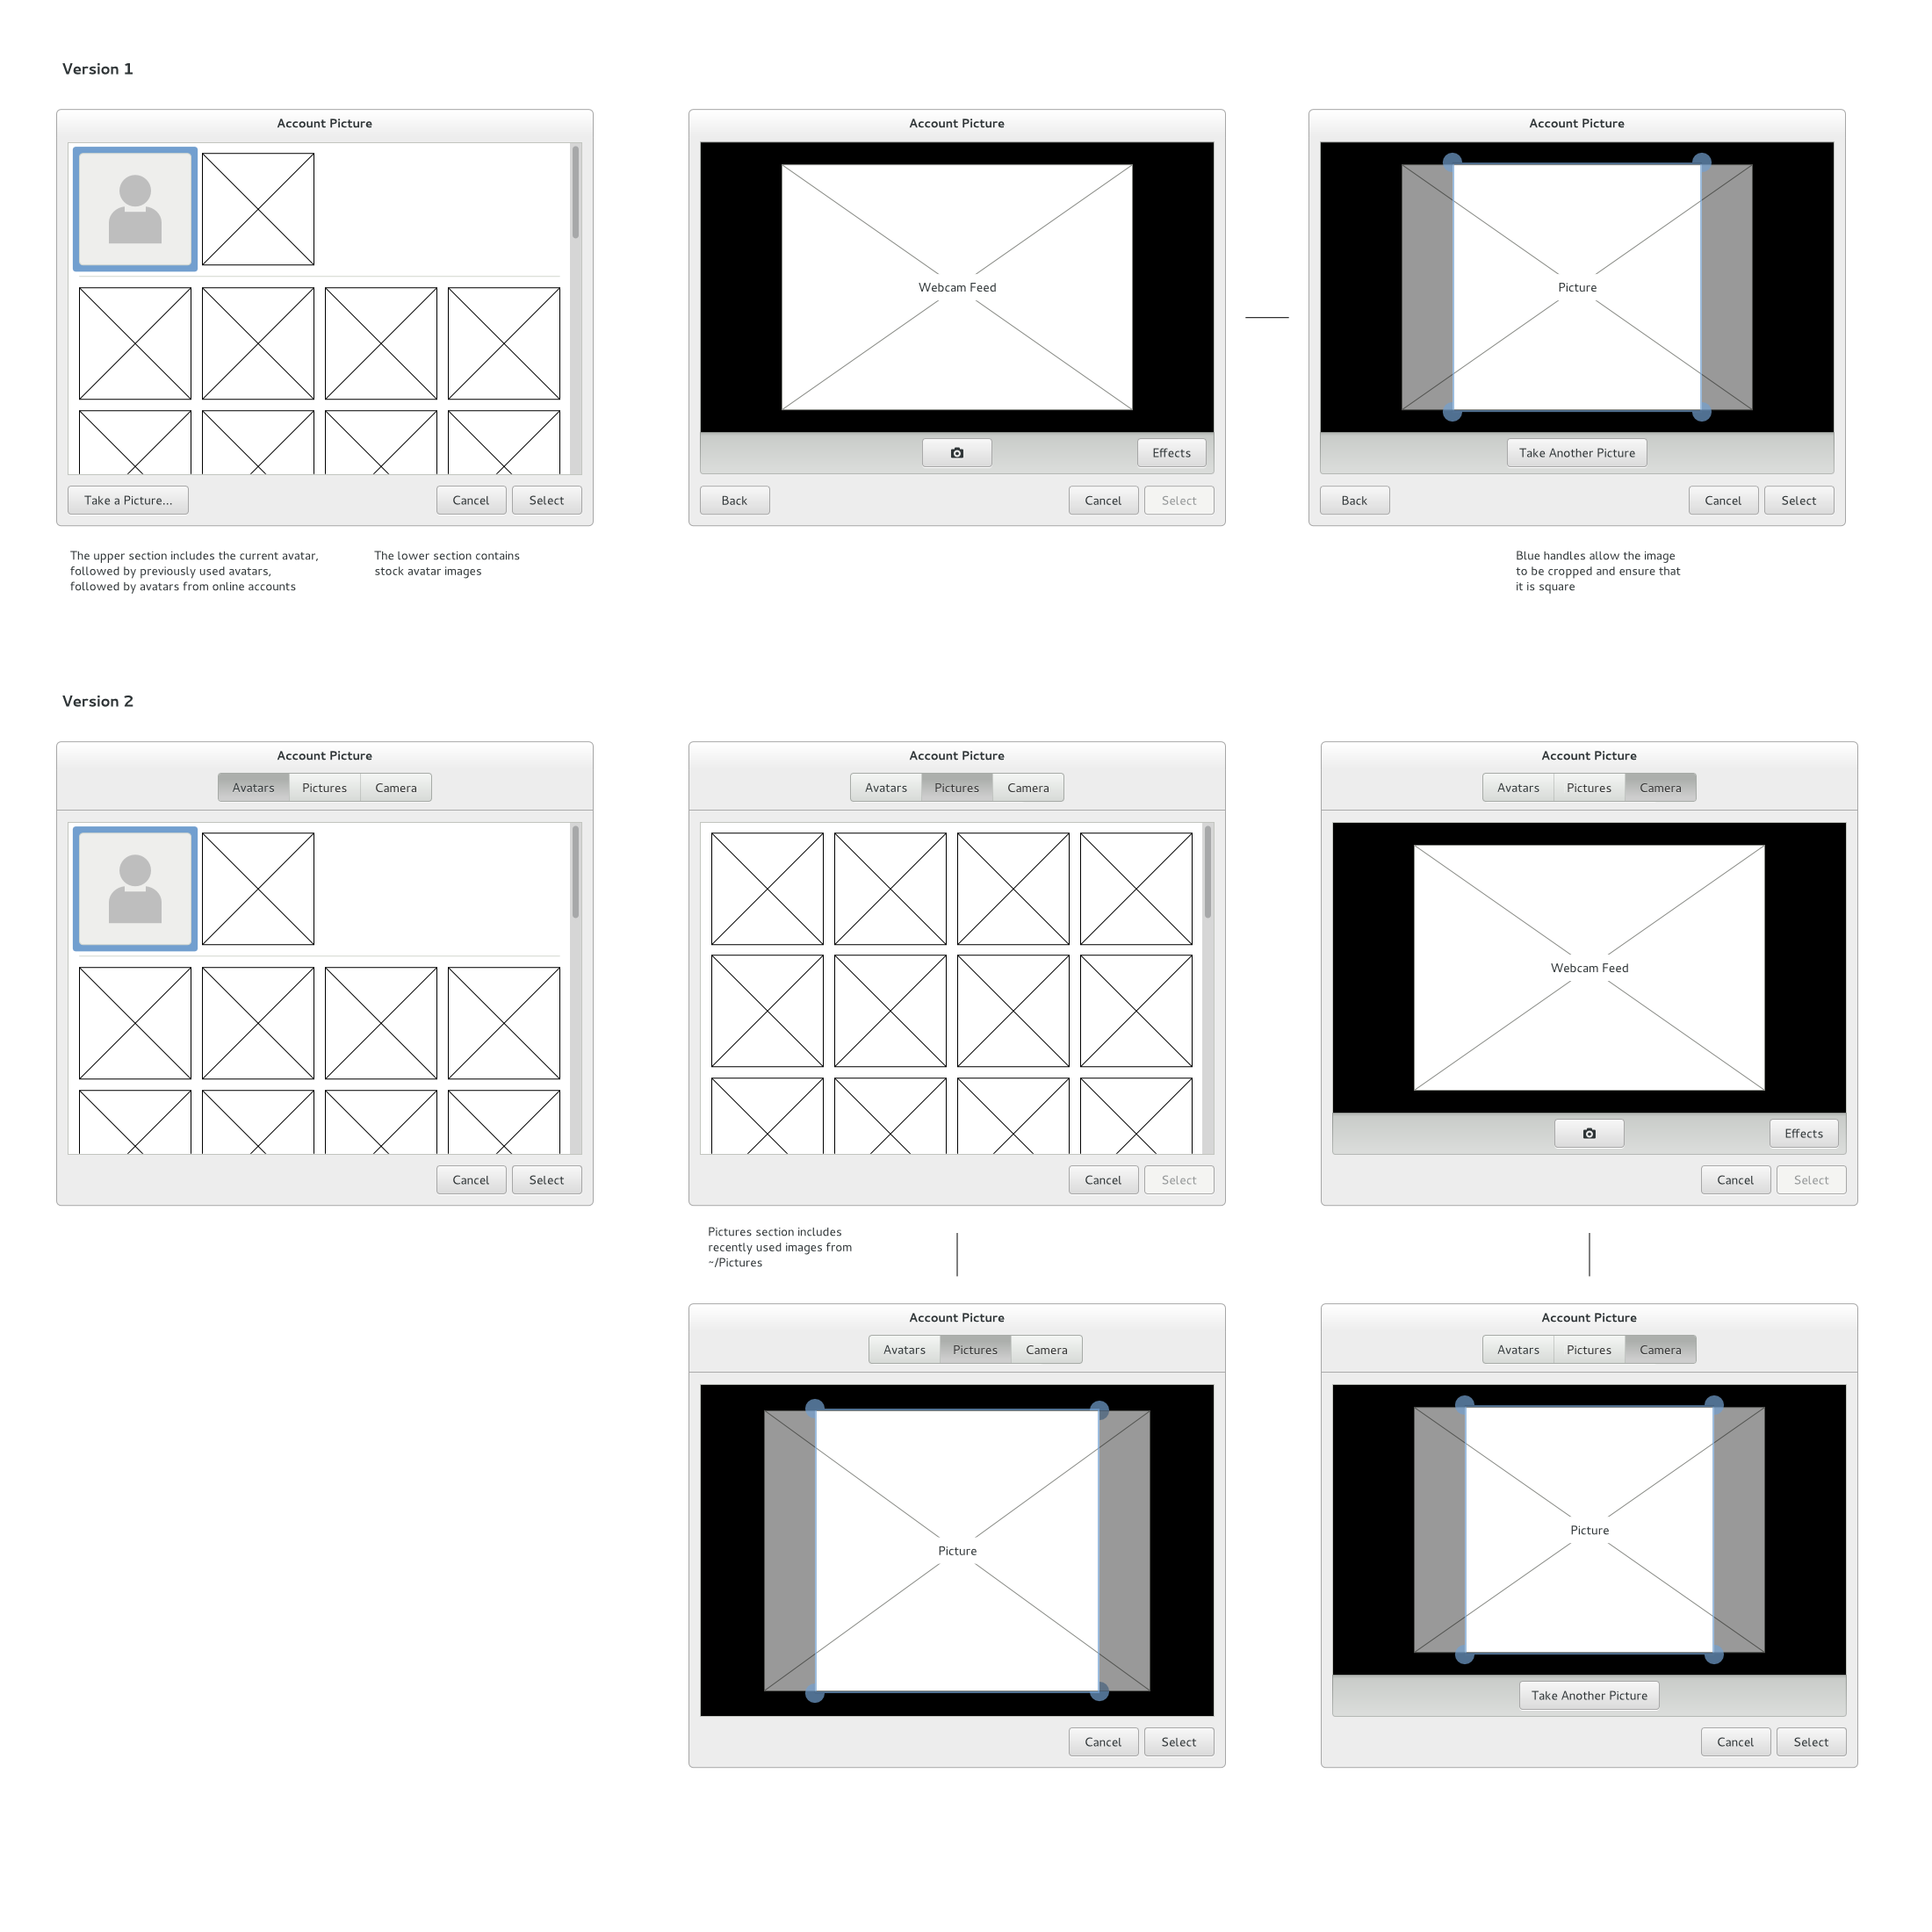 Version 1
Account Picture
Take a Picture...
Cancel
Select
The upper section includes the current avatar,
followed by previously used avatars,
followed by avatars from online accounts
The lower section contains
stock avatar images
Account Picture
Webcam Feed
Effects
Back
Cancel
Select
Account Picture
Picture
Take Another Picture
Back
Cancel
Select
Blue handles allow the image
to be cropped and ensure that
it is square
Version 2
Account Picture
Avatars
Pictures
Camera
Cancel
Select
Account Picture
Avatars
Pictures
Camera
Cancel
Select
Pictures section includes
recently used images from
~/Pictures
Account Picture
Avatars
Pictures
Camera
Webcam Feed
Effects
Cancel
Select
Account Picture
Avatars
Pictures
Camera
Picture
Cancel
Select
Account Picture
Avatars
Pictures
Camera
Picture
Take Another Picture
Cancel
Select